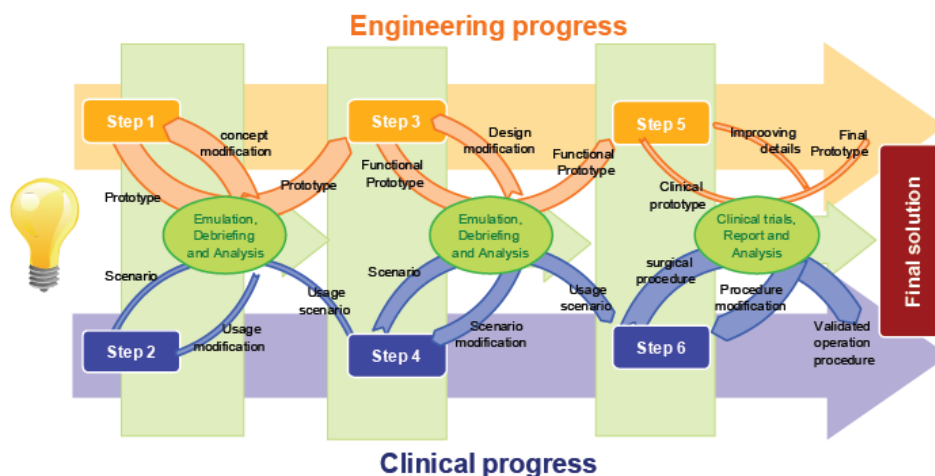 Engineering progress
Step 1
Step 3
Step 5
concept
modification
Design
modification
Improoving
details
Final
Prototype
Prototype
Prototype
Functional
Prototype
Functional
Prototype
Clinical
prototype
Emulation,
Debriefing
and Analysis
Emulation,
Debriefing
and Analysis
Clinical trials,
Report and
Analysis
Final solution
Scenario
Usage
scenario
Scenario
Usage
scenario
surgical
procedure
Procedure
modification
Usage
modification
Scenario
modification
Validated
operation
procedure
Step 2
Step 4
Step 6
Clinical progress